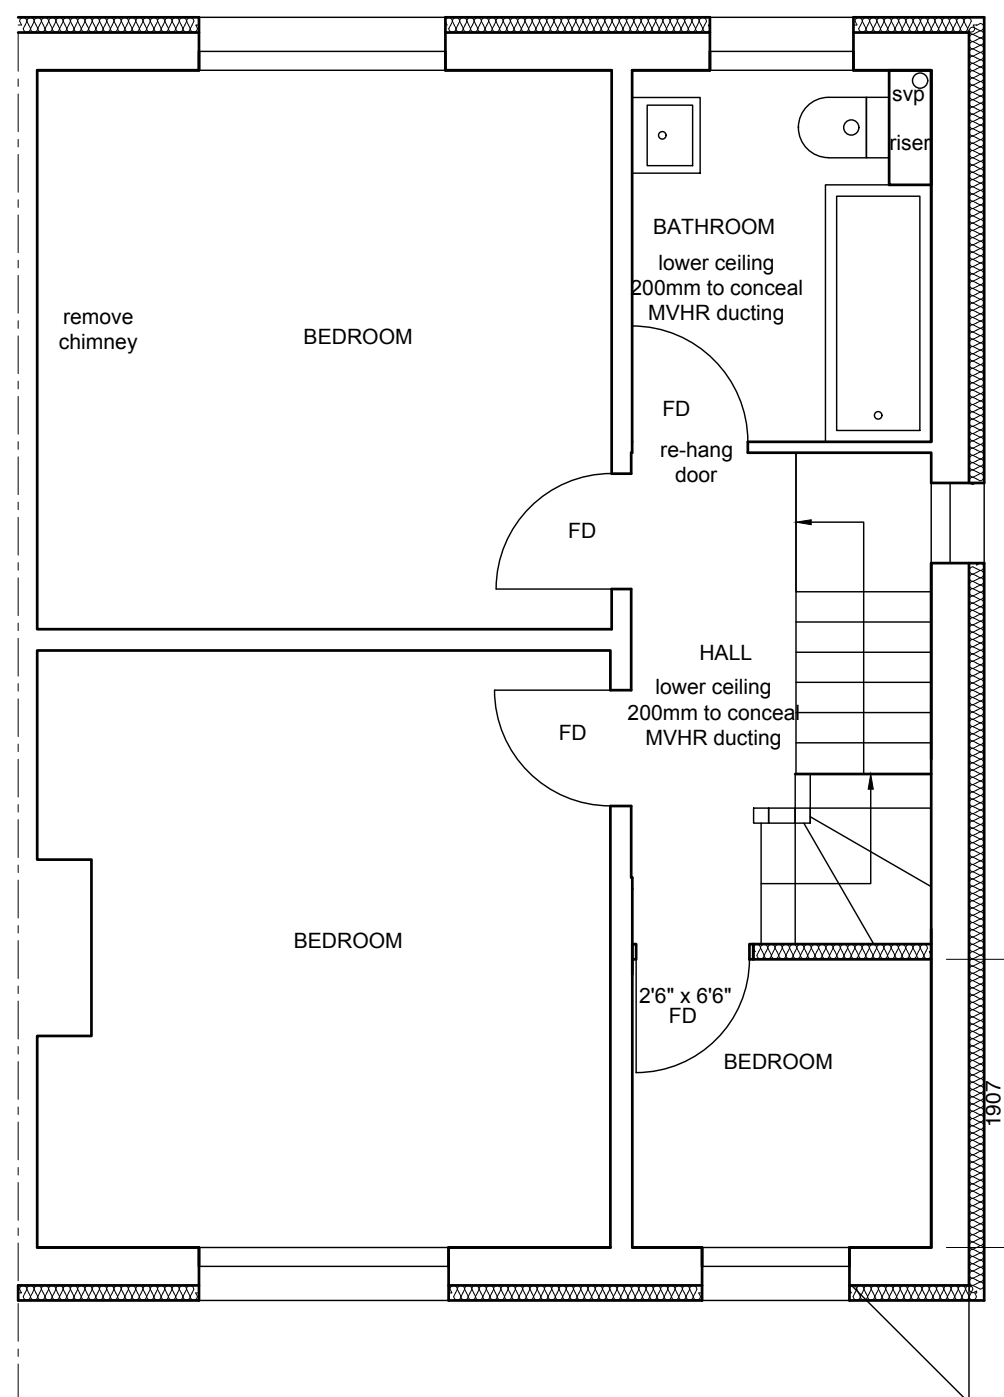 svp
riser
BATHROOM
lower ceiling
200mm to conceal
MVHR ducting
remove
chimney
BEDROOM
FD
re-hang
door
FD
HALL
lower ceiling
200mm to conceal
MVHR ducting
FD
BEDROOM
2'6" x 6'6"
FD
BEDROOM
1907